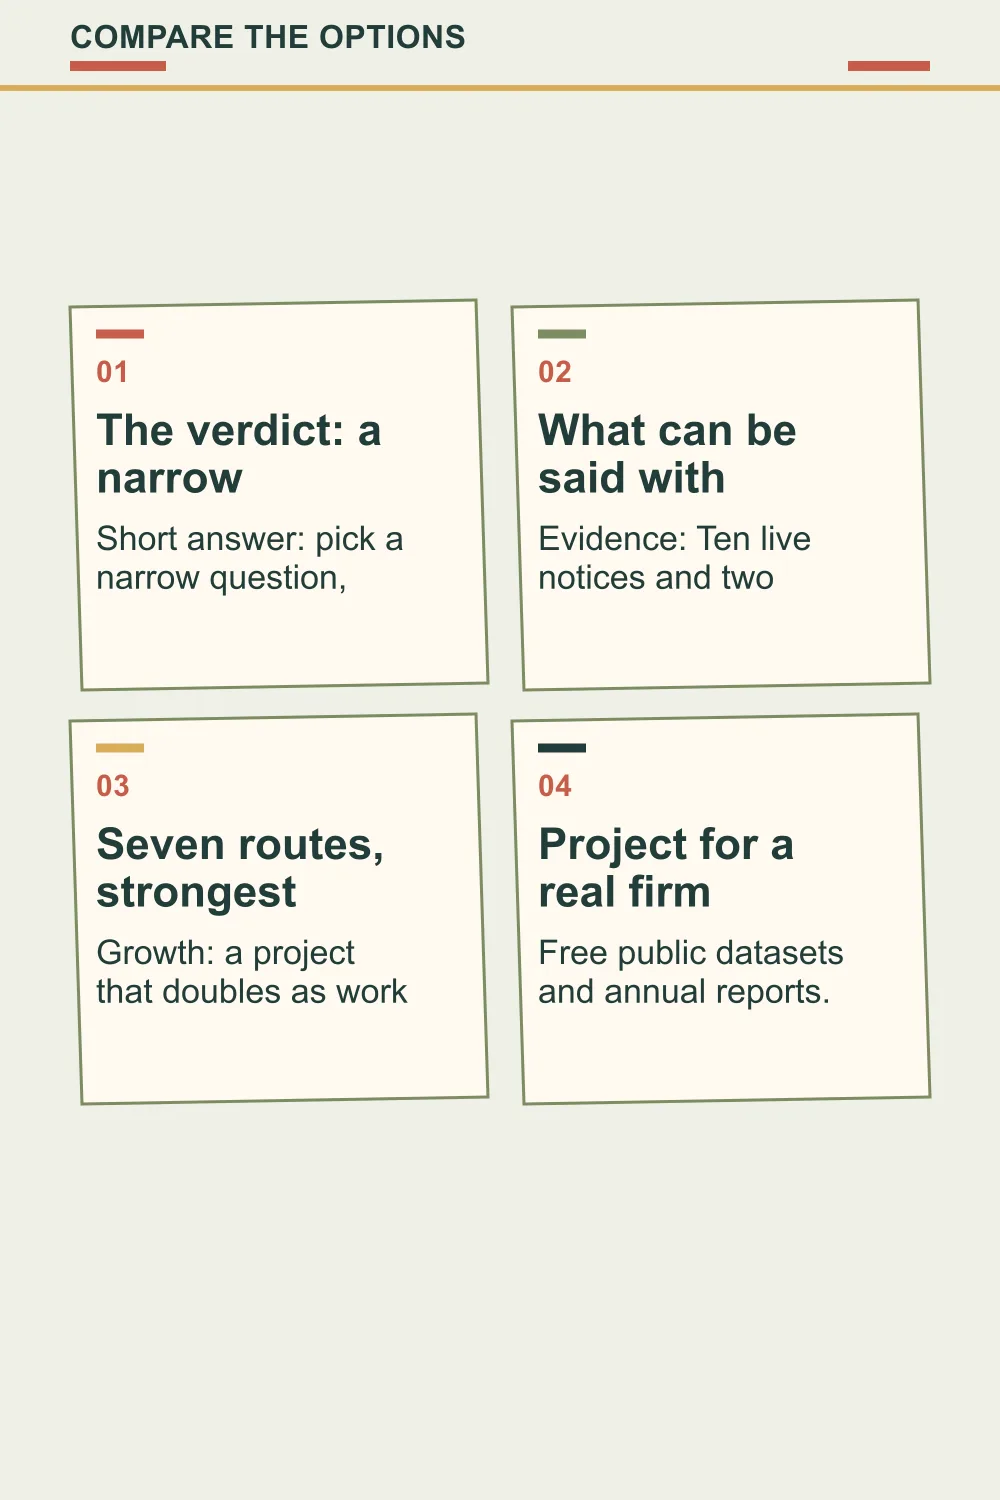 COMPARE THE OPTIONS
01
The verdict: a
narrow
Short answer: pick a
narrow question,
02
What can be
said with
Evidence: Ten live
notices and two
03
Seven routes,
strongest
Growth: a project
that doubles as work
04
Project for a
real firm
Free public datasets
and annual reports.